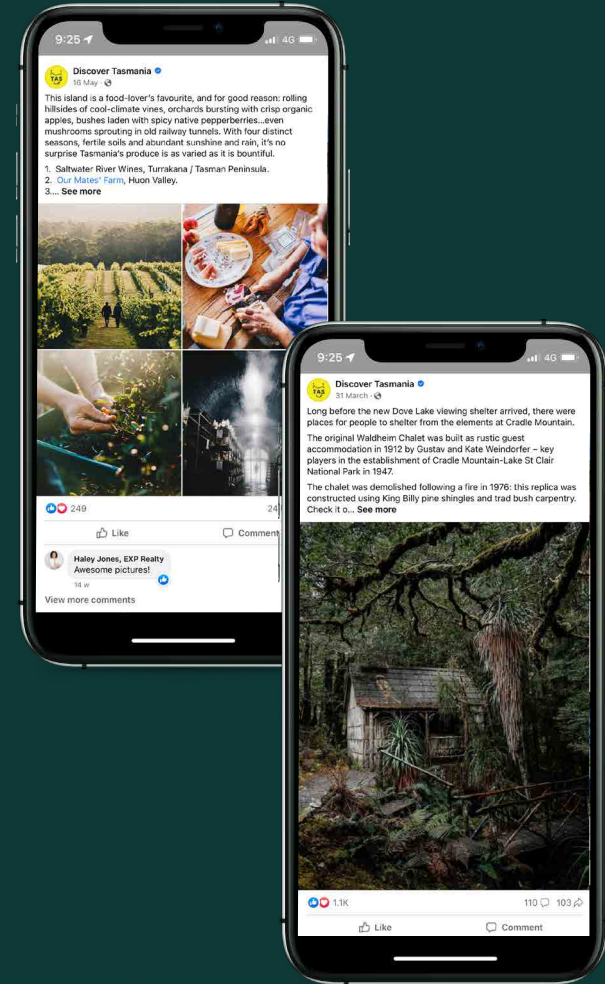 9:25
4G
TAS
Discover Tasmania
16 May ·
This island is a food-lover's favourite, and for good reason: rolling
hillsides of cool-climate vines, orchards bursting with crisp organic
apples, bushes laden with spicy native pepperberries...even
mushrooms sprouting in old railway tunnels. With four distinct
seasons, fertile soils and abundant sunshine and rain, it's no
surprise Tasmania's produce is as varied as it is bountiful.
1. Saltwater River Wines, Turrakana / Tasman Peninsula.
2. Our Mates' Farm, Huon Valley.
3.... See more
249
24
Like
Comment
Haley Jones, EXP Realty
Awesome pictures!
14 w
View more comments
9:25
4G
TAS
Discover Tasmania
31 March ·
Long before the new Dove Lake viewing shelter arrived, there were
places for people to shelter from the elements at Cradle Mountain.
The original Waldheim Chalet was built as rustic guest
accommodation in 1912 by Gustav and Kate Weindorfer – key
players in the establishment of Cradle Mountain-Lake St Clair
National Park in 1947.
The chalet was demolished following a fire in 1976: this replica was
constructed using King Billy pine shingles and trad bush carpentry.
Check it o... See more
1.1K
110
103
Like
Comment